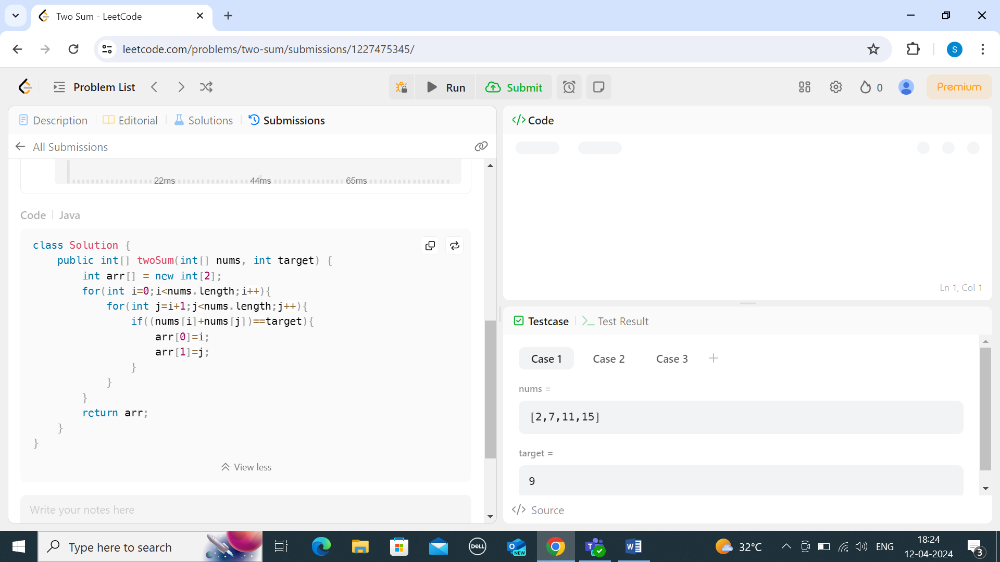 Two Sum - LeetCode
leetcode.com/problems/two-sum/submissions/1227475345/
S
Problem List
Run
Submit
0
Premium
Description
Editorial
Solutions
Submissions
All Submissions
22ms
44ms
65ms
Code
Java
class Solution {
    public int[] twoSum(int[] nums, int target) {
        int arr[] = new int[2];
        for(int i=0;i<nums.length;i++){
            for(int j=i+1;j<nums.length;j++){
                if((nums[i]+nums[j])==target){
                    arr[0]=i;
                    arr[1]=j;
                }
            }
        }
        return arr;
    }
}
View less
Write your notes here
</> Code
Ln 1, Col 1
Testcase
Test Result
Case 1
Case 2
Case 3
nums =
[2,7,11,15]
target =
9
</> Source
Type here to search
DELL
NEW
32°C
ENG
18:24
12-04-2024
3